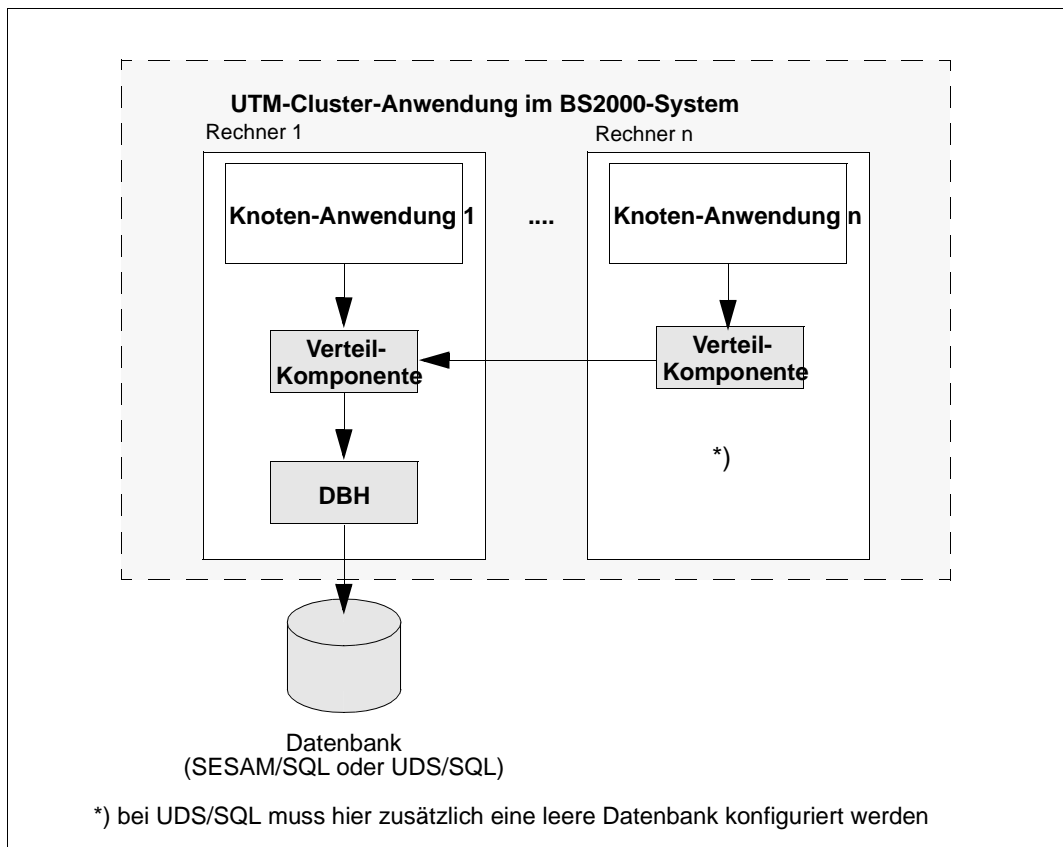 UTM-Cluster-Anwendung im BS2000-System
Rechner 1
Rechner n
Knoten-Anwendung 1
....
Knoten-Anwendung n
Verteil-
Komponente
Verteil-
Komponente
*)
DBH
Datenbank
(SESAM/SQL oder UDS/SQL)
*) bei UDS/SQL muss hier zusätzlich eine leere Datenbank konfiguriert werden